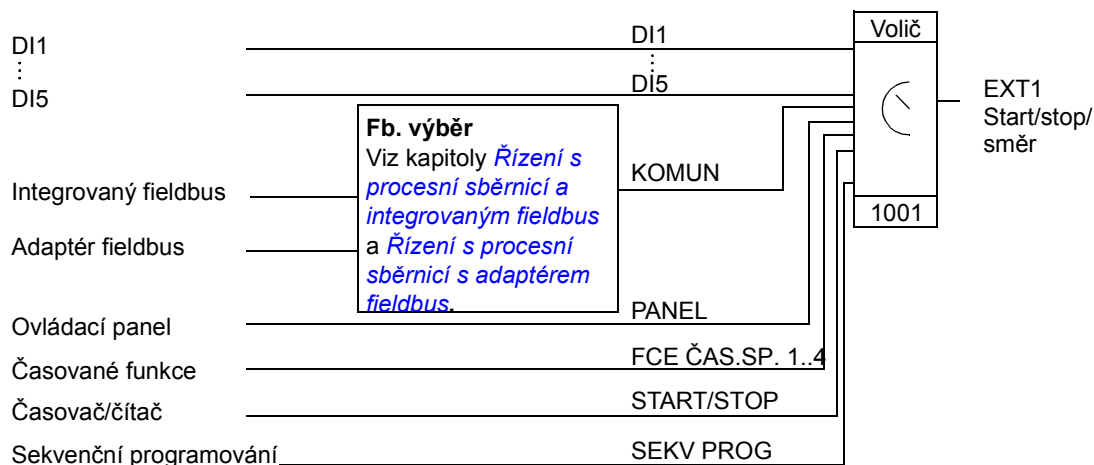 DI1
DI5
DI1
DI5
Volič
EXT1
Start/stop/
směr
1001
Fb. výběr
Viz kapitoly Řízení s
procesní sběrnicí a
integrovaným fieldbus
a Řízení s procesní
sběrnicí s adaptérem
fieldbus.
Integrovaný fieldbus
Adaptér fieldbus
KOMUN
Ovládací panel
PANEL
Časované funkce
FCE ČAS.SP. 1..4
Časovač/čítač
START/STOP
Sekvenční programování
SEKV PROG